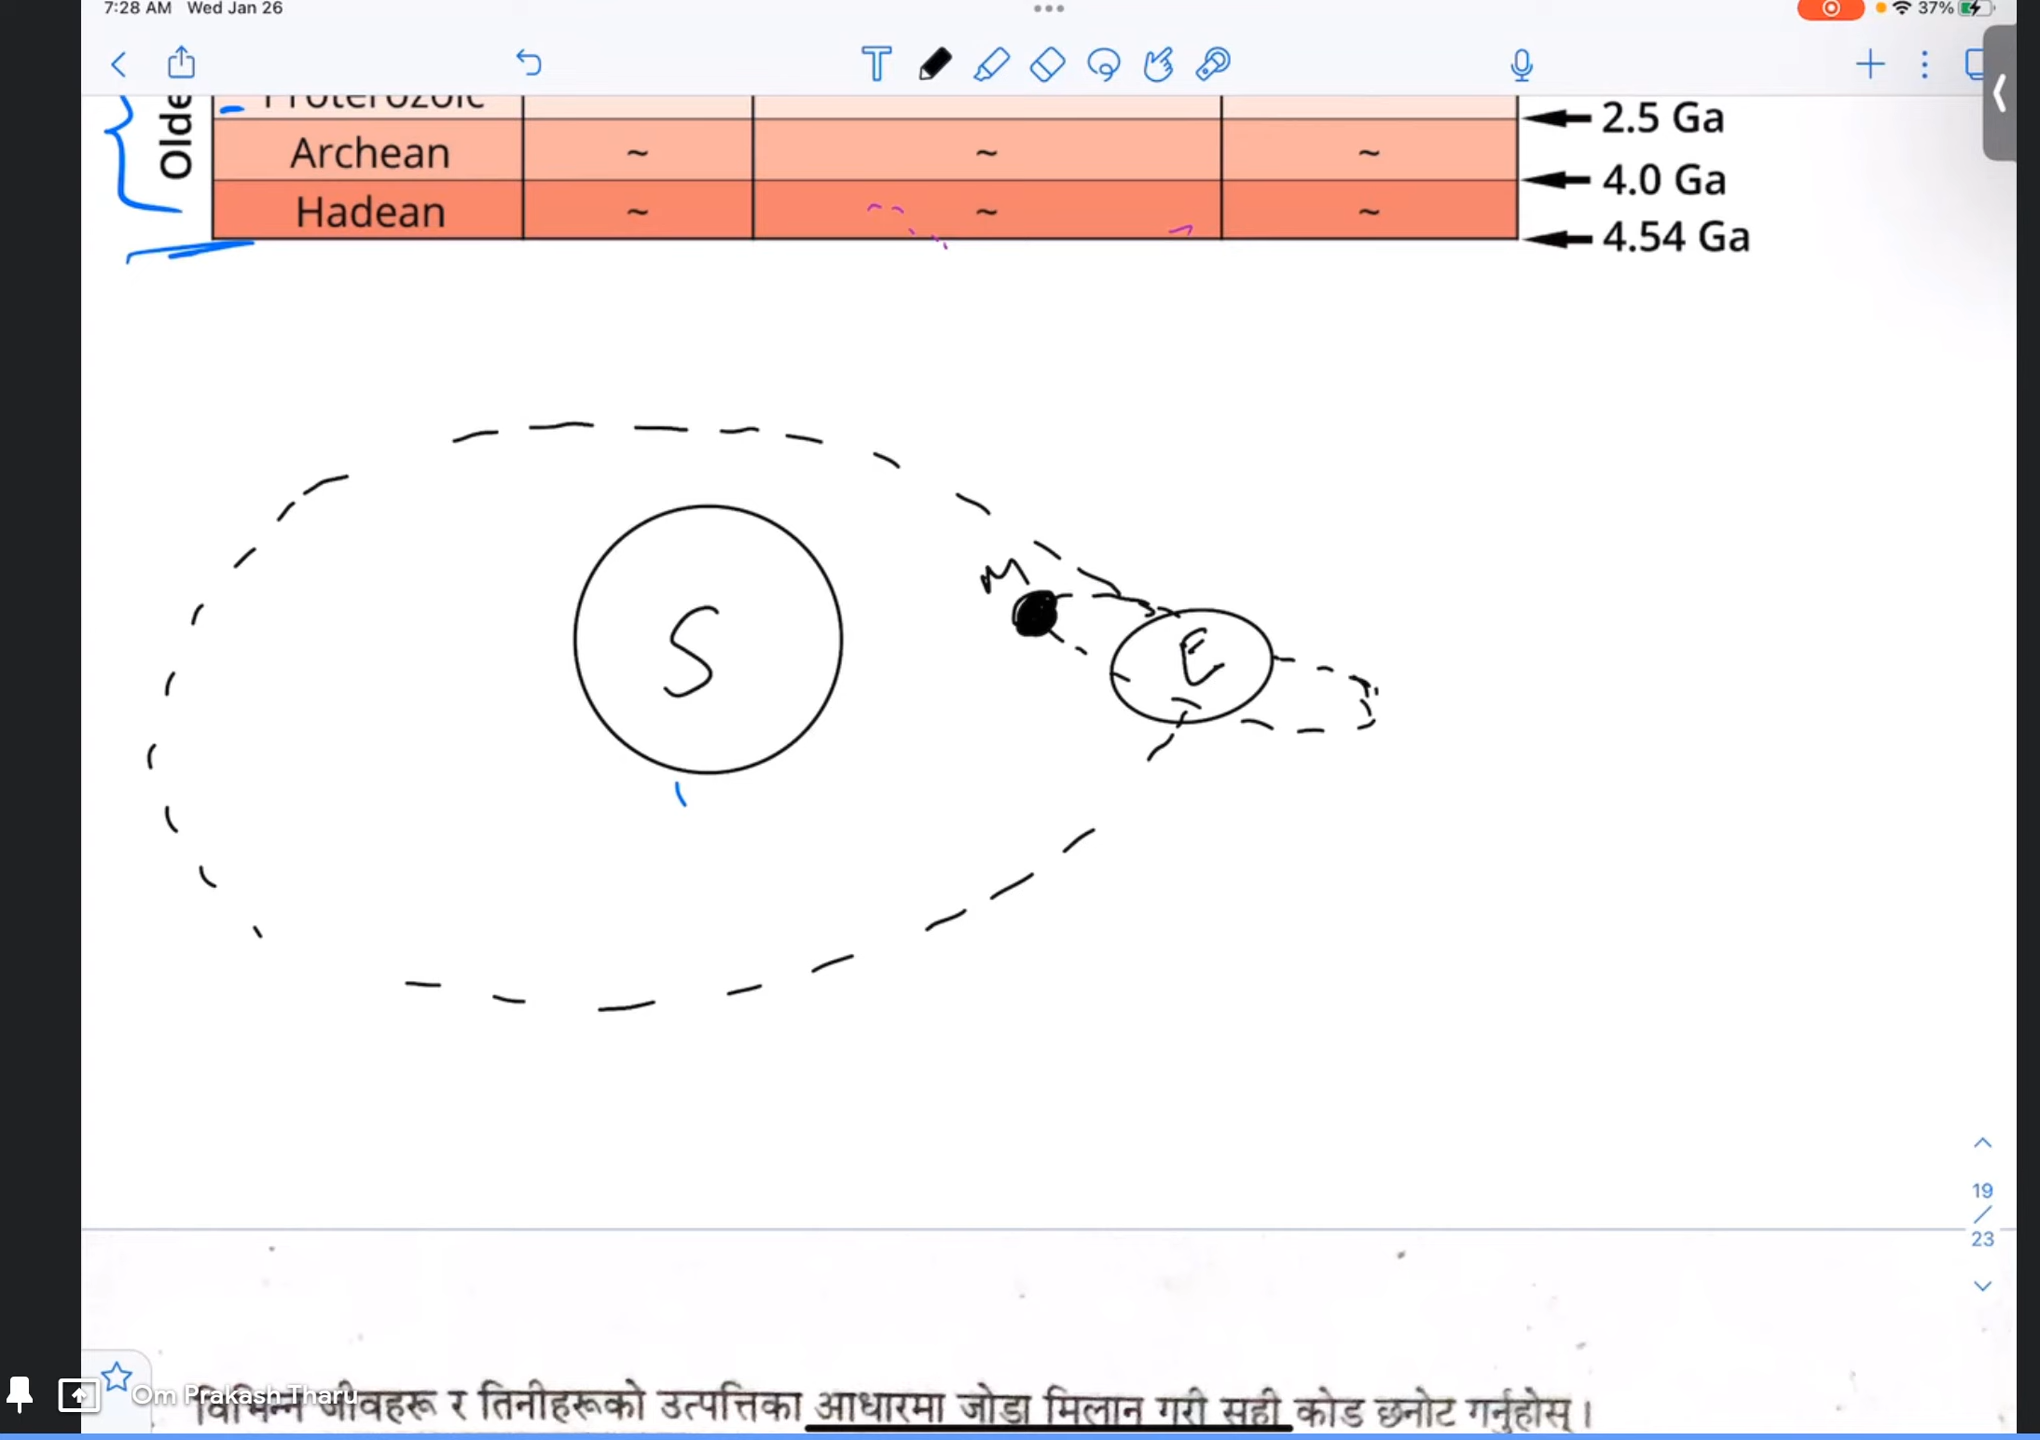 7:28 AM Wed Jan 26
37%
T
Olde
Proterozoic
2.5 Ga
Archean ~ ~ ~
4.0 Ga
Hadean ~ ~ ~
4.54 Ga
M
S
E
19
/
23
Om Prakash Tharu
विभिन्न जीवहरू र तिनीहरूको उत्पत्तिका आधारमा जोडा मिलान गरी सही कोड छनोट गर्नुहोस् ।